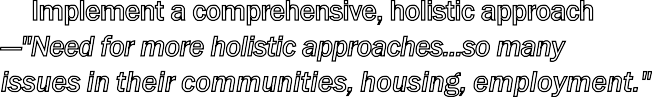 Implement a comprehensive, holistic approach
—"Need for more holistic approaches...so many
issues in their communities, housing, employment."